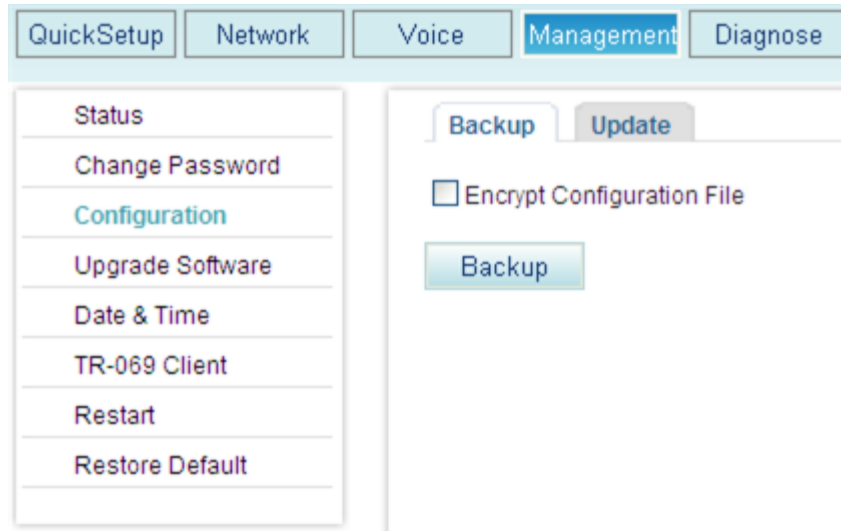 QuickSetup Network Voice Management Diagnose
Status
Change Password
Configuration
Upgrade Software
Date & Time
TR-069 Client
Restart
Restore Default
Backup Update
Encrypt Configuration File
Backup